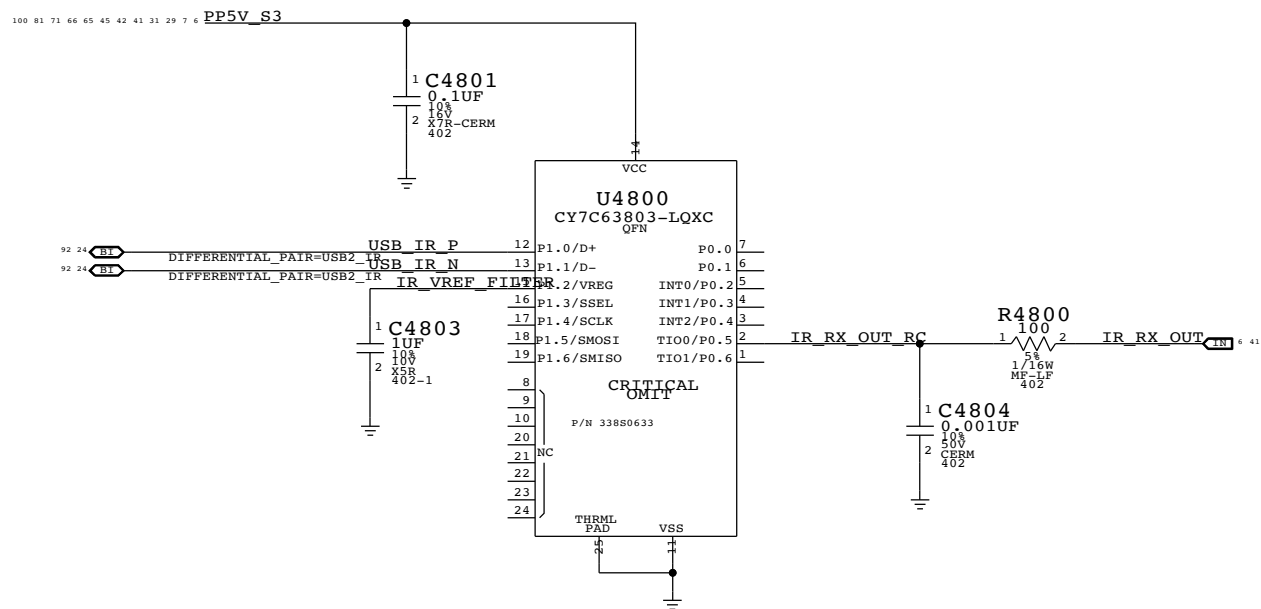 100 81 71 66 65 45 42 41 31 29 7 6 PP5V_S3
1 C4801
0.1UF
10%
16V
2 X7R-CERM
402
14
VCC
U4800
CY7C63803-LQXC
QFN
92 24 BI USB_IR_P 12 P1.0/D+ P0.0 7
DIFFERENTIAL_PAIR=USB2_IR
92 24 BI USB_IR_N 13 P1.1/D- P0.1 6
DIFFERENTIAL_PAIR=USB2_IR
IR_VREF_FILTER P1.2/VREG INT0/P0.2 5
16 P1.3/SSEL INT1/P0.3 4
17 P1.4/SCLK INT2/P0.4 3
18 P1.5/SMOSI TIO0/P0.5 2
19 P1.6/SMISO TIO1/P0.6 1
1 C4803
1UF
10%
10V
2 X5R
402-1
IR_RX_OUT_RC
R4800
100
1 2
5%
1/16W
MF-LF
402
IR_RX_OUT IN 6 41
CRITICAL
OMIT
P/N 338S0633
8
9
10
20
21
22
23
24
NC
1 C4804
0.001UF
10%
50V
2 CERM
402
THRML
PAD VSS
25 11